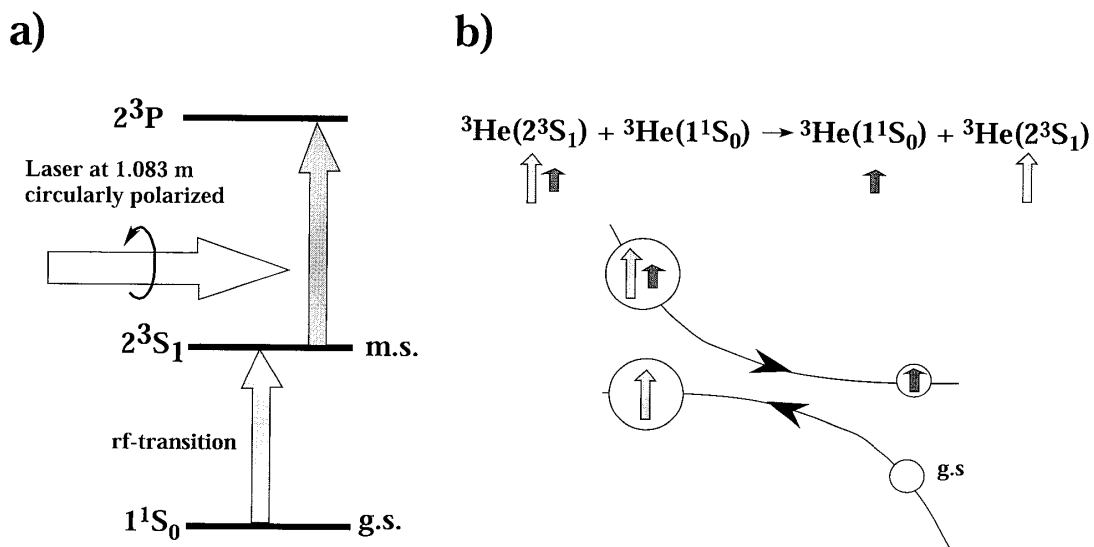 a)
b)
2³P
³He(2³S₁) + ³He(1¹S₀) → ³He(1¹S₀) + ³He(2³S₁)
Laser at 1.083 m
circularly polarized
2³S₁
m.s.
rf-transition
g.s
1¹S₀
g.s.